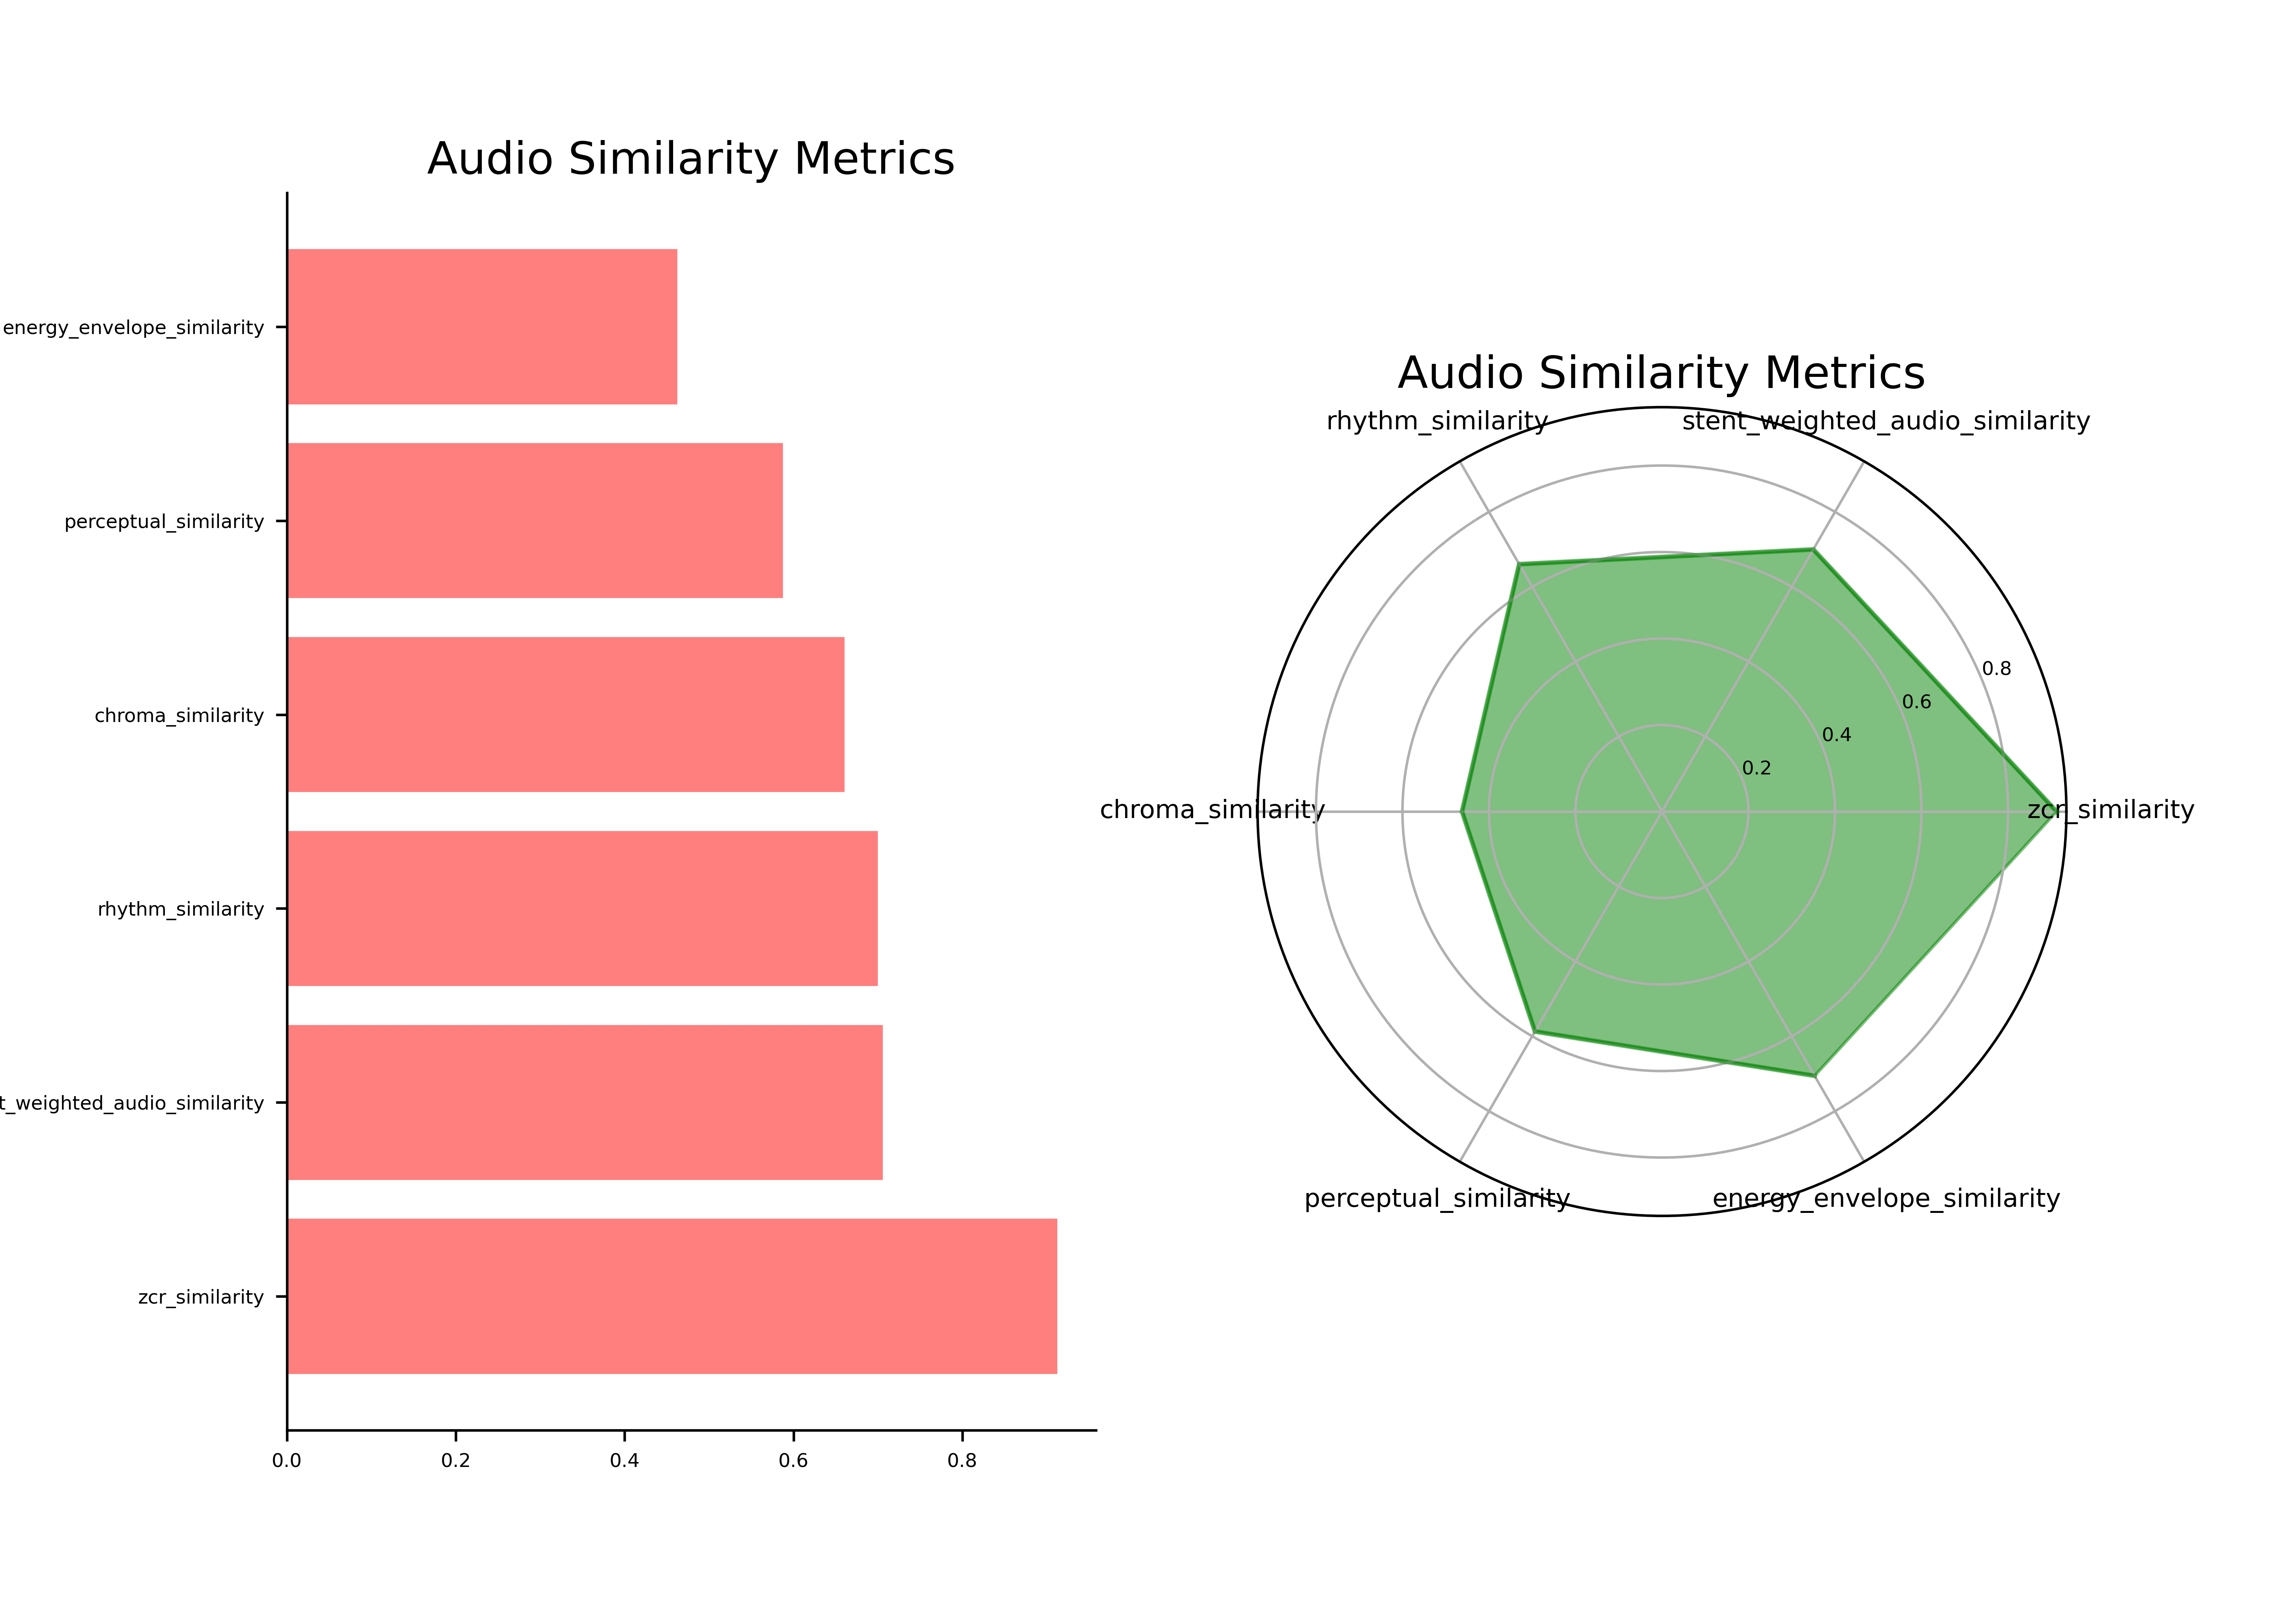 Audio Similarity Metrics
energy_envelope_similarity
perceptual_similarity
chroma_similarity
rhythm_similarity
t_weighted_audio_similarity
zcr_similarity
0.0 0.2 0.4 0.6 0.8
Audio Similarity Metrics
rhythm_similarity stent_weighted_audio_similarity
0.8
0.6
0.4
0.2
chroma_similarity zcr_similarity
perceptual_similarity energy_envelope_similarity